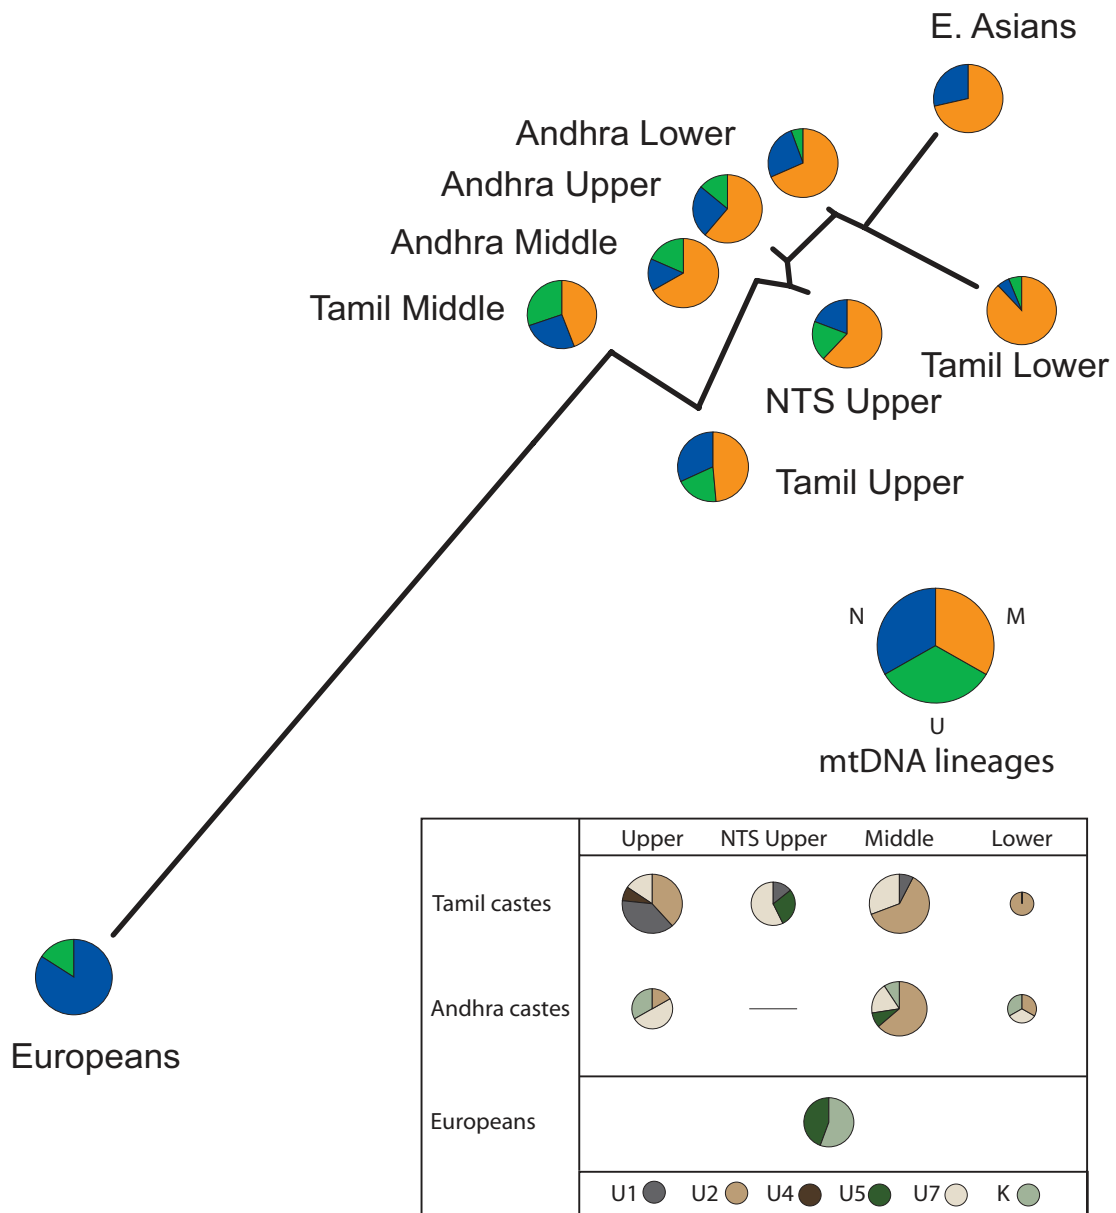 E. Asians
Andhra Lower
Andhra Upper
Andhra Middle
Tamil Middle
Tamil Lower
NTS Upper
Tamil Upper
N
M
U
mtDNA lineages
Europeans
Upper NTS Upper Middle Lower
Tamil castes
Andhra castes
Europeans
U1 U2 U4 U5 U7 K